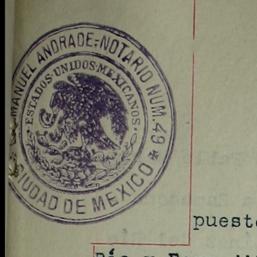 MANUEL ANDRADE-NOTARIO NUM. 49
ESTADOS·UNIDOS·MEXICANOS
CIUDAD DE MEXICO
puesto